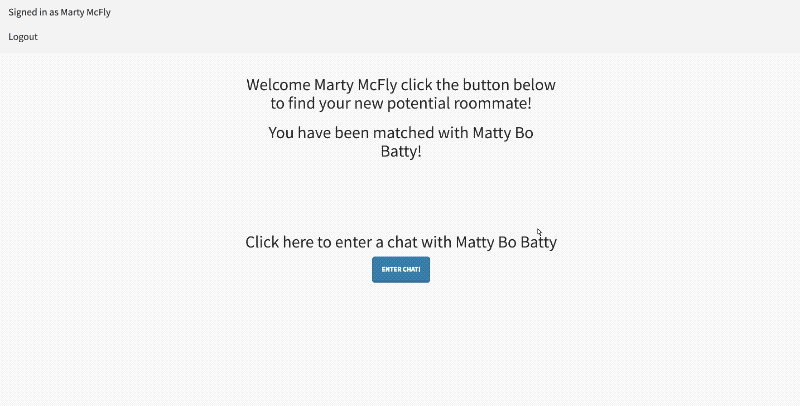 Signed in as Marty McFly
Logout
Welcome Marty McFly click the button below
to find your new potential roommate!
You have been matched with Matty Bo
Batty!
Click here to enter a chat with Matty Bo Batty
ENTER CHAT!